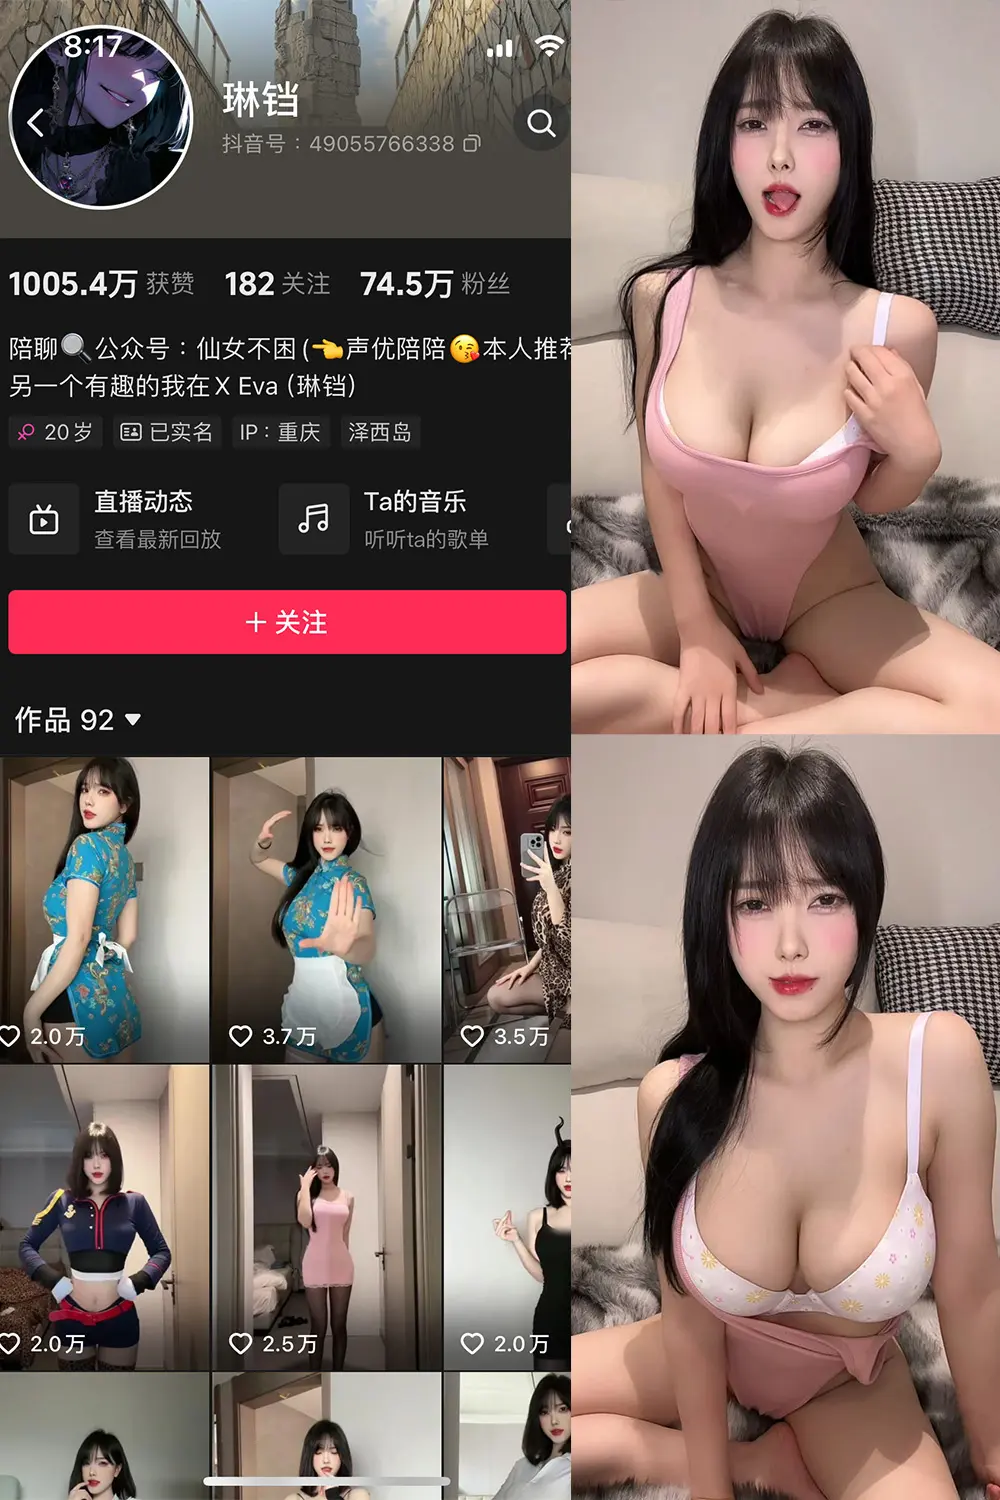 8:17
琳铛
抖音号：49055766338
1005.4万 获赞 182 关注 74.5万 粉丝
陪聊🔍公众号：仙女不困(👈声优陪陪😘本人推荐
另一个有趣的我在X Eva (琳铛)
20岁 已实名 IP：重庆 泽西岛
直播动态 Ta的音乐
查看最新回放 听听ta的歌单
＋关注
作品 92
2.0万 3.7万 3.5万
2.0万 2.5万 2.0万